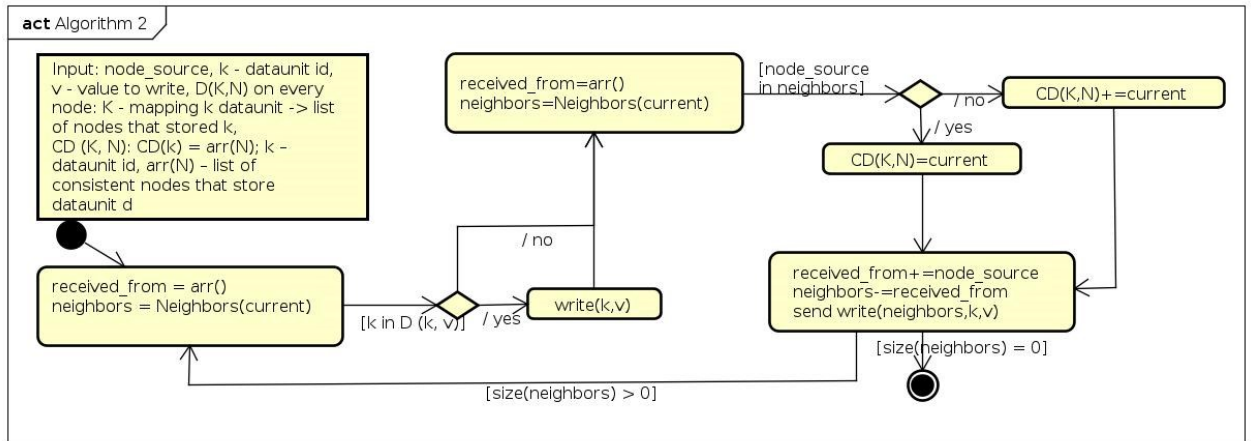 act Algorithm 2
Input: node_source, k - dataunit id,
v - value to write, D(K,N) on every
node: K - mapping k dataunit -> list
of nodes that stored k,
CD (K, N): CD(k) = arr(N); k –
dataunit id, arr(N) – list of
consistent nodes that store
dataunit d
received_from = arr()
neighbors = Neighbors(current)
[k in D (k, v)]
/ yes
/ no
write(k,v)
received_from=arr()
neighbors=Neighbors(current)
[node_source
in neighbors]
/ no
CD(K,N)+=current
/ yes
CD(K,N)=current
received_from+=node_source
neighbors-=received_from
send write(neighbors,k,v)
[size(neighbors) = 0]
[size(neighbors) > 0]